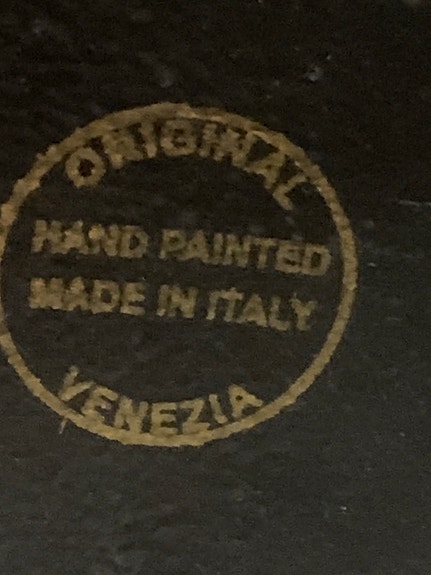 ORIGINAL
HAND PAINTED
MADE IN ITALY
VENEZIA